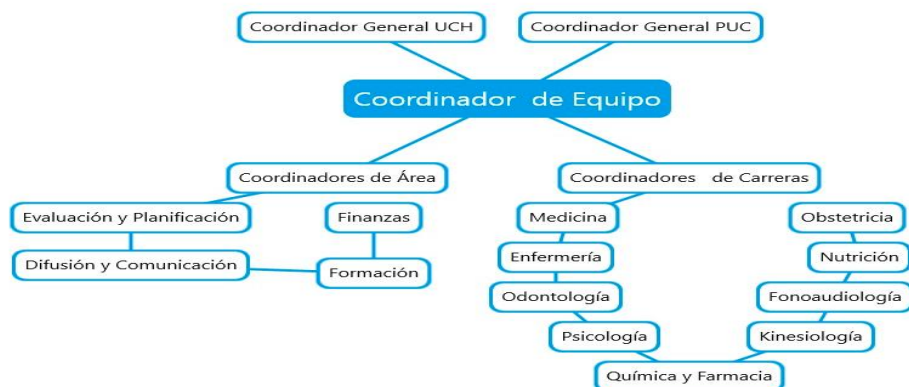 Coordinador General UCH
Coordinador General PUC
Coordinador de Equipo
Coordinadores de Área
Coordinadores de Carreras
Evaluación y Planificación
Finanzas
Medicina
Obstetricia
Difusión y Comunicación
Formación
Enfermería
Nutrición
Odontología
Fonoaudiología
Psicología
Kinesiología
Química y Farmacia